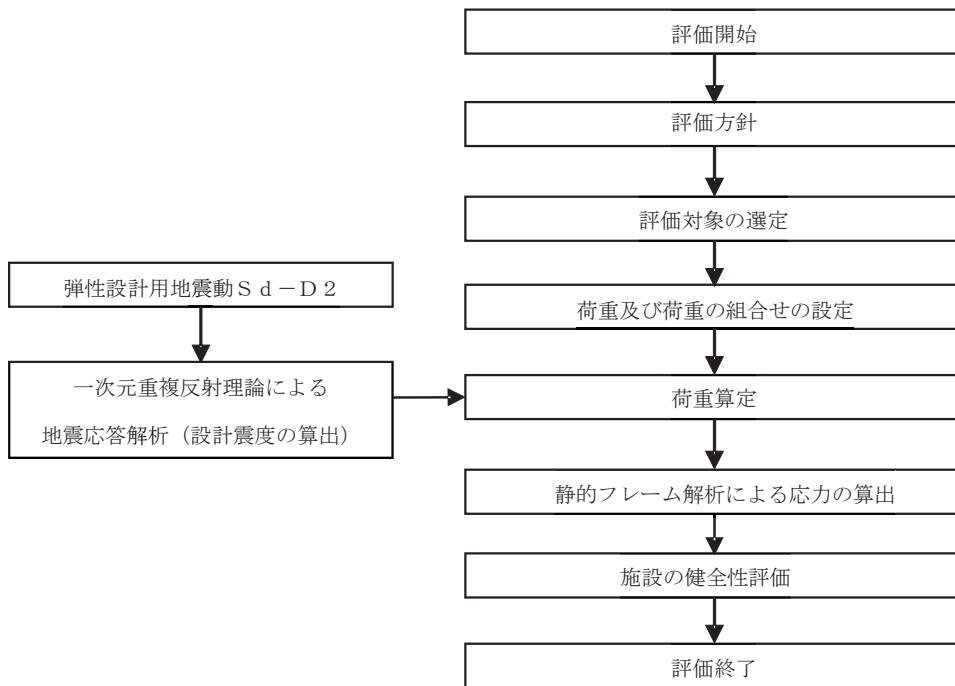 評価開始
評価方針
評価対象の選定
弾性設計用地震動Ｓｄ－Ｄ２
荷重及び荷重の組合せの設定
一次元重複反射理論による
地震応答解析（設計震度の算出）
荷重算定
静的フレーム解析による応力の算出
施設の健全性評価
評価終了